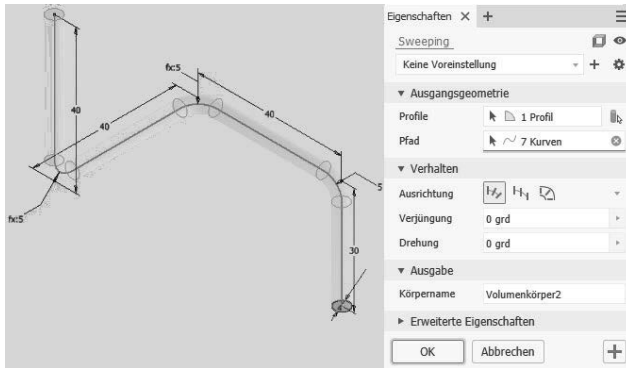 Eigenschaften × +
Sweeping
Keine Voreinstellung
Ausgangsgeometrie
Profile 1 Profil
Pfad 7 Kurven
Verhalten
Ausrichtung
Verjüngung 0 grd
Drehung 0 grd
Ausgabe
Körpername Volumenkörper2
Erweiterte Eigenschaften
OK Abbrechen +
fx:5
40
40
40
5
fx:5
30